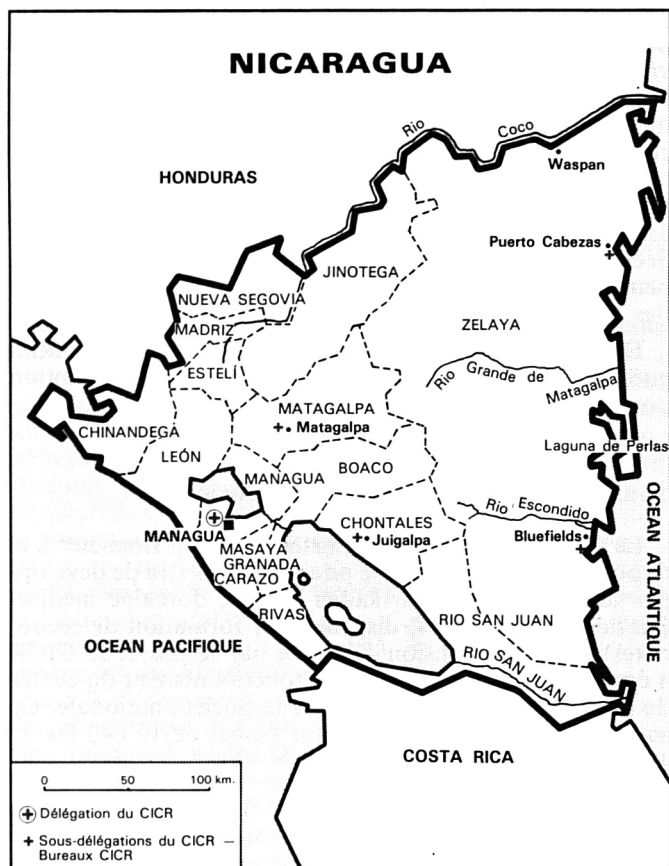 NICARAGUA
Rio
Coco
Waspan
HONDURAS
Puerto Cabezas
JINOTEGA
NUEVA SEGOVIA
MADRIZ
ZELAYA
ESTELÍ
Rio Grande de Matagalpa
MATAGALPA
Matagalpa
CHINANDEGA
Laguna de Perlas
LEÓN
BOACO
MANAGUA
OCEAN ATLANTIQUE
Rio Escondido
CHONTALES
MANAGUA
Juigalpa
Bluefields
MASAYA
GRANADA
CARAZO
RIVAS
RIO SAN JUAN
OCEAN PACIFIQUE
RIO SAN JUAN
COSTA RICA
0 50 100 km.
Délégation du CICR
Sous-délégations du CICR –
Bureaux CICR